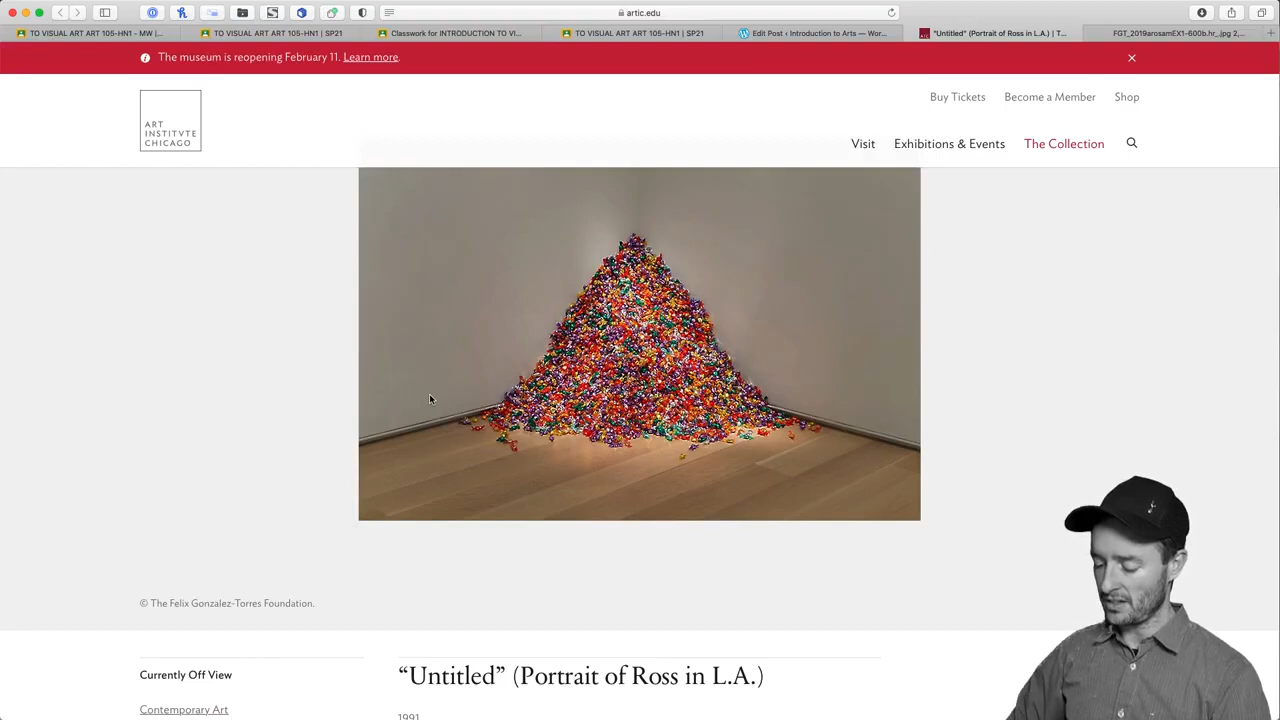 artic.edu
TO VISUAL ART ART 105-HN1 - MW |...
TO VISUAL ART ART 105-HN1 | SP21
Classwork for INTRODUCTION TO VI...
TO VISUAL ART ART 105-HN1 | SP21
Edit Post ‹ Introduction to Arts — Wor...
"Untitled" (Portrait of Ross in L.A.) | T...
FGT_2019arosamEX1-600b.hr_.jpg 2,...
The museum is reopening February 11. Learn more.
Buy Tickets Become a Member Shop
ART
INSTITVTE
CHICAGO
Visit Exhibitions & Events The Collection
© The Felix Gonzalez-Torres Foundation.
Currently Off View
“Untitled” (Portrait of Ross in L.A.)
Contemporary Art
1991